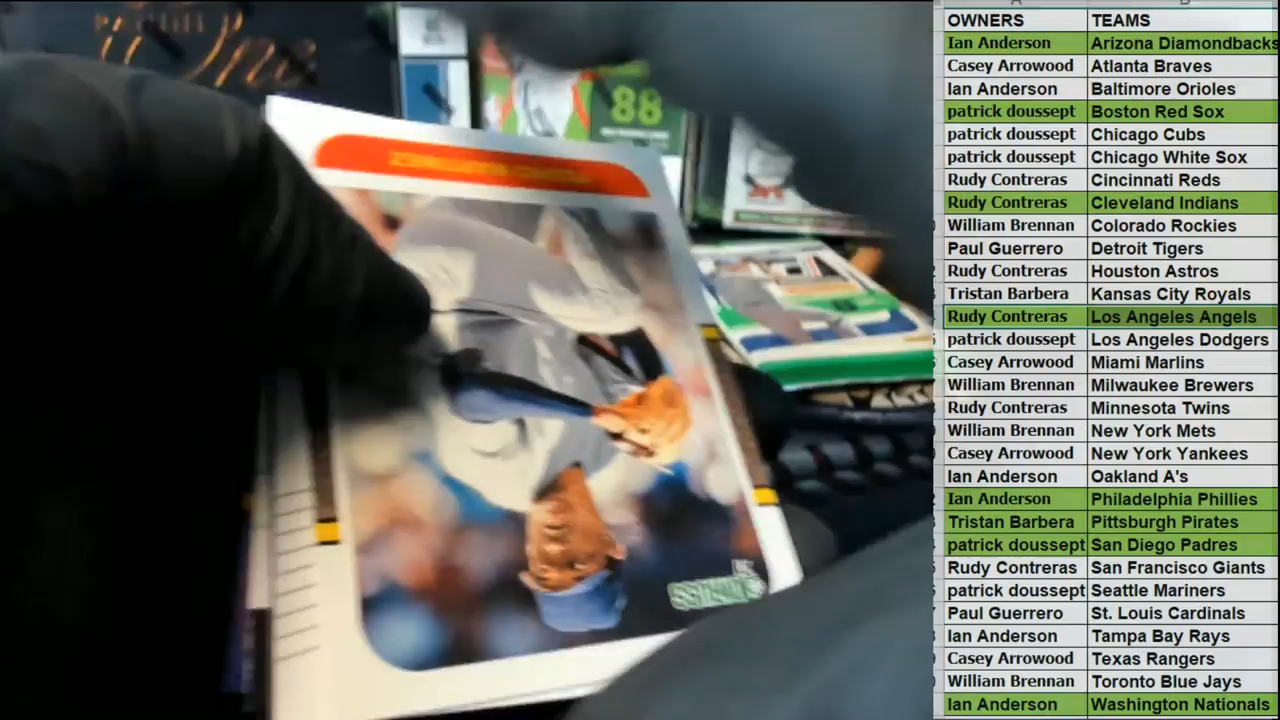 One
88
OWNERS TEAMS
Ian Anderson Arizona Diamondbacks
Casey Arrowood Atlanta Braves
Ian Anderson Baltimore Orioles
patrick doussept Boston Red Sox
patrick doussept Chicago Cubs
patrick doussept Chicago White Sox
Rudy Contreras Cincinnati Reds
Rudy Contreras Cleveland Indians
William Brennan Colorado Rockies
Paul Guerrero Detroit Tigers
Rudy Contreras Houston Astros
Tristan Barbera Kansas City Royals
Rudy Contreras Los Angeles Angels
patrick doussept Los Angeles Dodgers
Casey Arrowood Miami Marlins
William Brennan Milwaukee Brewers
Rudy Contreras Minnesota Twins
William Brennan New York Mets
Casey Arrowood New York Yankees
Ian Anderson Oakland A's
Ian Anderson Philadelphia Phillies
Tristan Barbera Pittsburgh Pirates
patrick doussept San Diego Padres
Rudy Contreras San Francisco Giants
patrick doussept Seattle Mariners
Paul Guerrero St. Louis Cardinals
Ian Anderson Tampa Bay Rays
Casey Arrowood Texas Rangers
William Brennan Toronto Blue Jays
Ian Anderson Washington Nationals